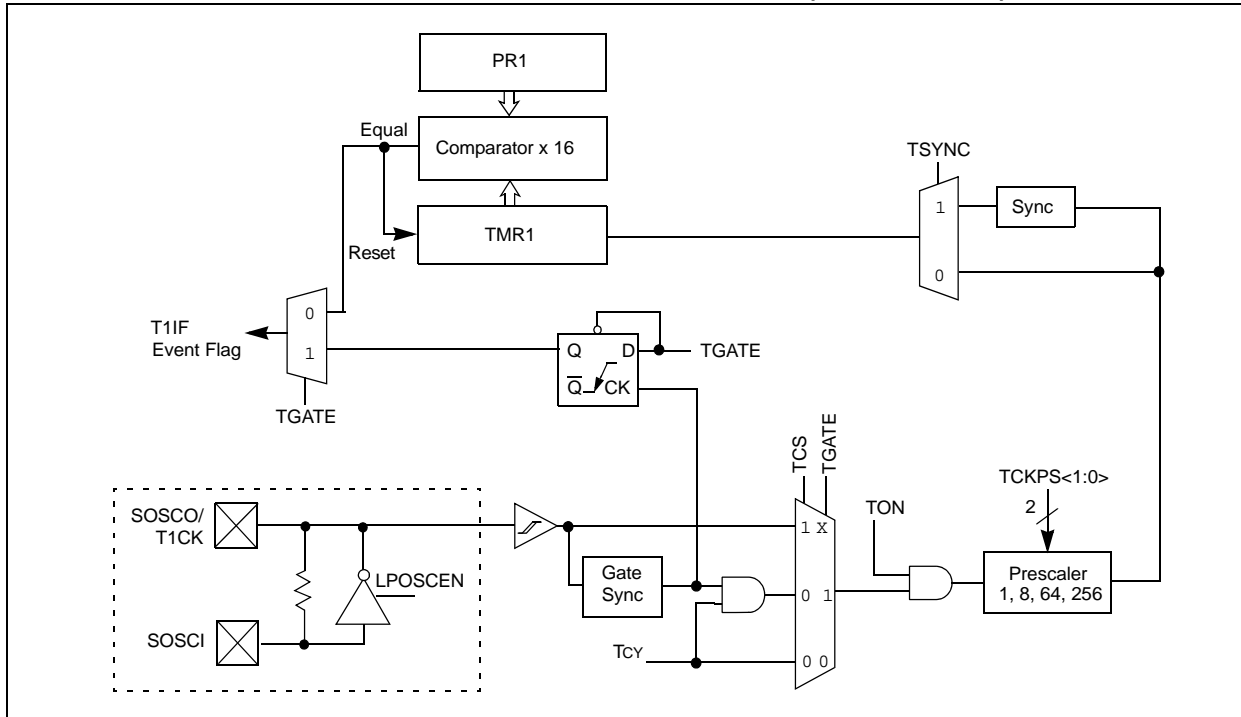 PR1
Equal
Comparator x 16
TSYNC
1
Sync
Reset
TMR1
0
0
T1IF
Event Flag
1
Q
D
TGATE
Q̅
CK
TGATE
TCS
TGATE
TCKPS<1:0>
SOSCO/
T1CK
1 X
TON
2
LPOSCEN
Gate
Sync
0 1
Prescaler
1, 8, 64, 256
SOSCI
TCY
0 0